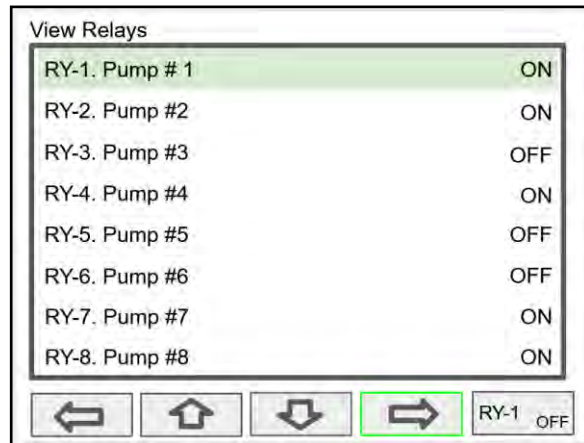 View Relays
RY-1. Pump # 1 ON
RY-2. Pump #2 ON
RY-3. Pump #3 OFF
RY-4. Pump #4 ON
RY-5. Pump #5 OFF
RY-6. Pump #6 OFF
RY-7. Pump #7 ON
RY-8. Pump #8 ON
RY-1 OFF